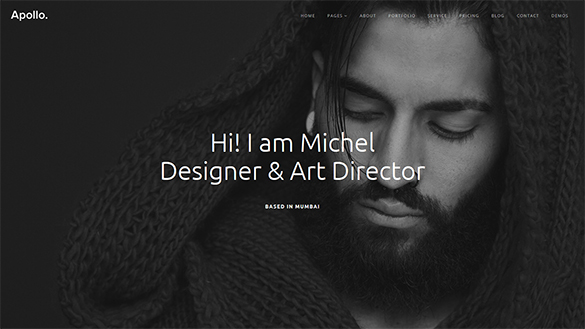 Apollo.
HOME PAGES ABOUT PORTFOLIO SERVICE PRICING BLOG CONTACT DEMOS
Hi! I am Michel
Designer & Art Director
BASED IN MUMBAI